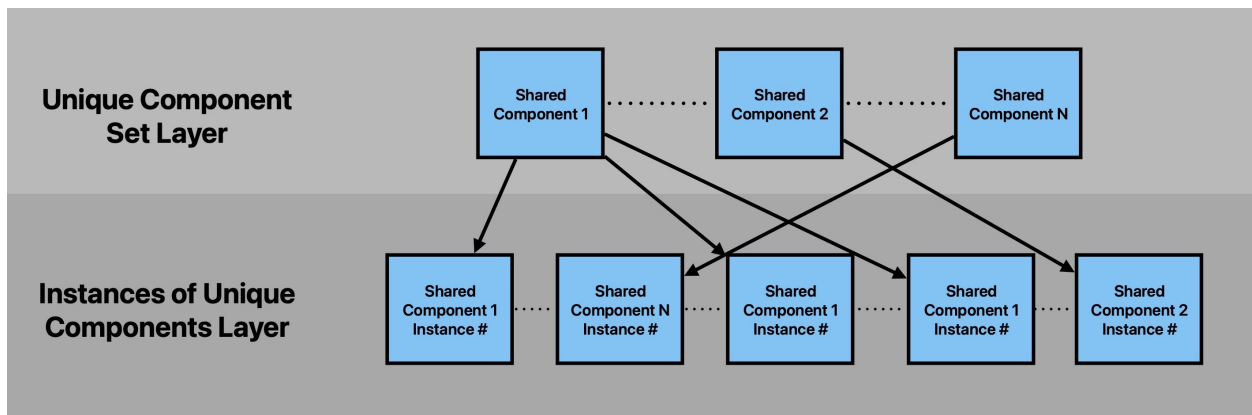 Unique Component
Set Layer
Shared
Component 1
Shared
Component 2
Shared
Component N
Instances of Unique
Components Layer
Shared
Component 1
Instance #
Shared
Component N
Instance #
Shared
Component 1
Instance #
Shared
Component 1
Instance #
Shared
Component 2
Instance #